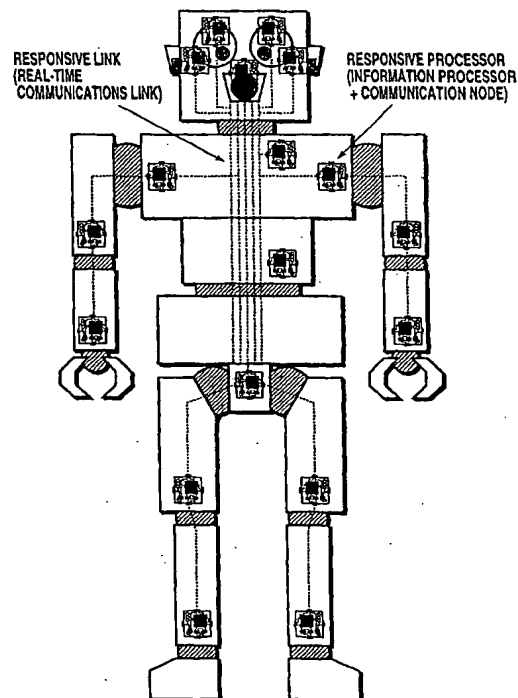 RESPONSIVE LINK
(REAL-TIME
COMMUNICATIONS LINK)
RESPONSIVE PROCESSOR
(INFORMATION PROCESSOR
+ COMMUNICATION NODE)